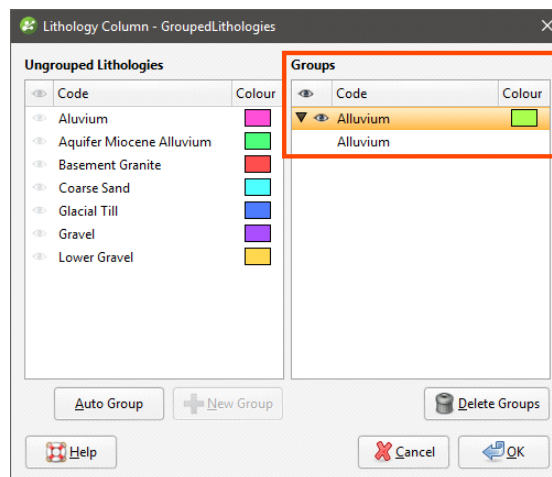 Lithology Column - GroupedLithologies
Ungrouped Lithologies
Code Colour
Aluvium
Aquifer Miocene Alluvium
Basement Granite
Coarse Sand
Glacial Till
Gravel
Lower Gravel
Auto Group New Group
Groups
Code Colour
Alluvium
Alluvium
Delete Groups
Help Cancel OK